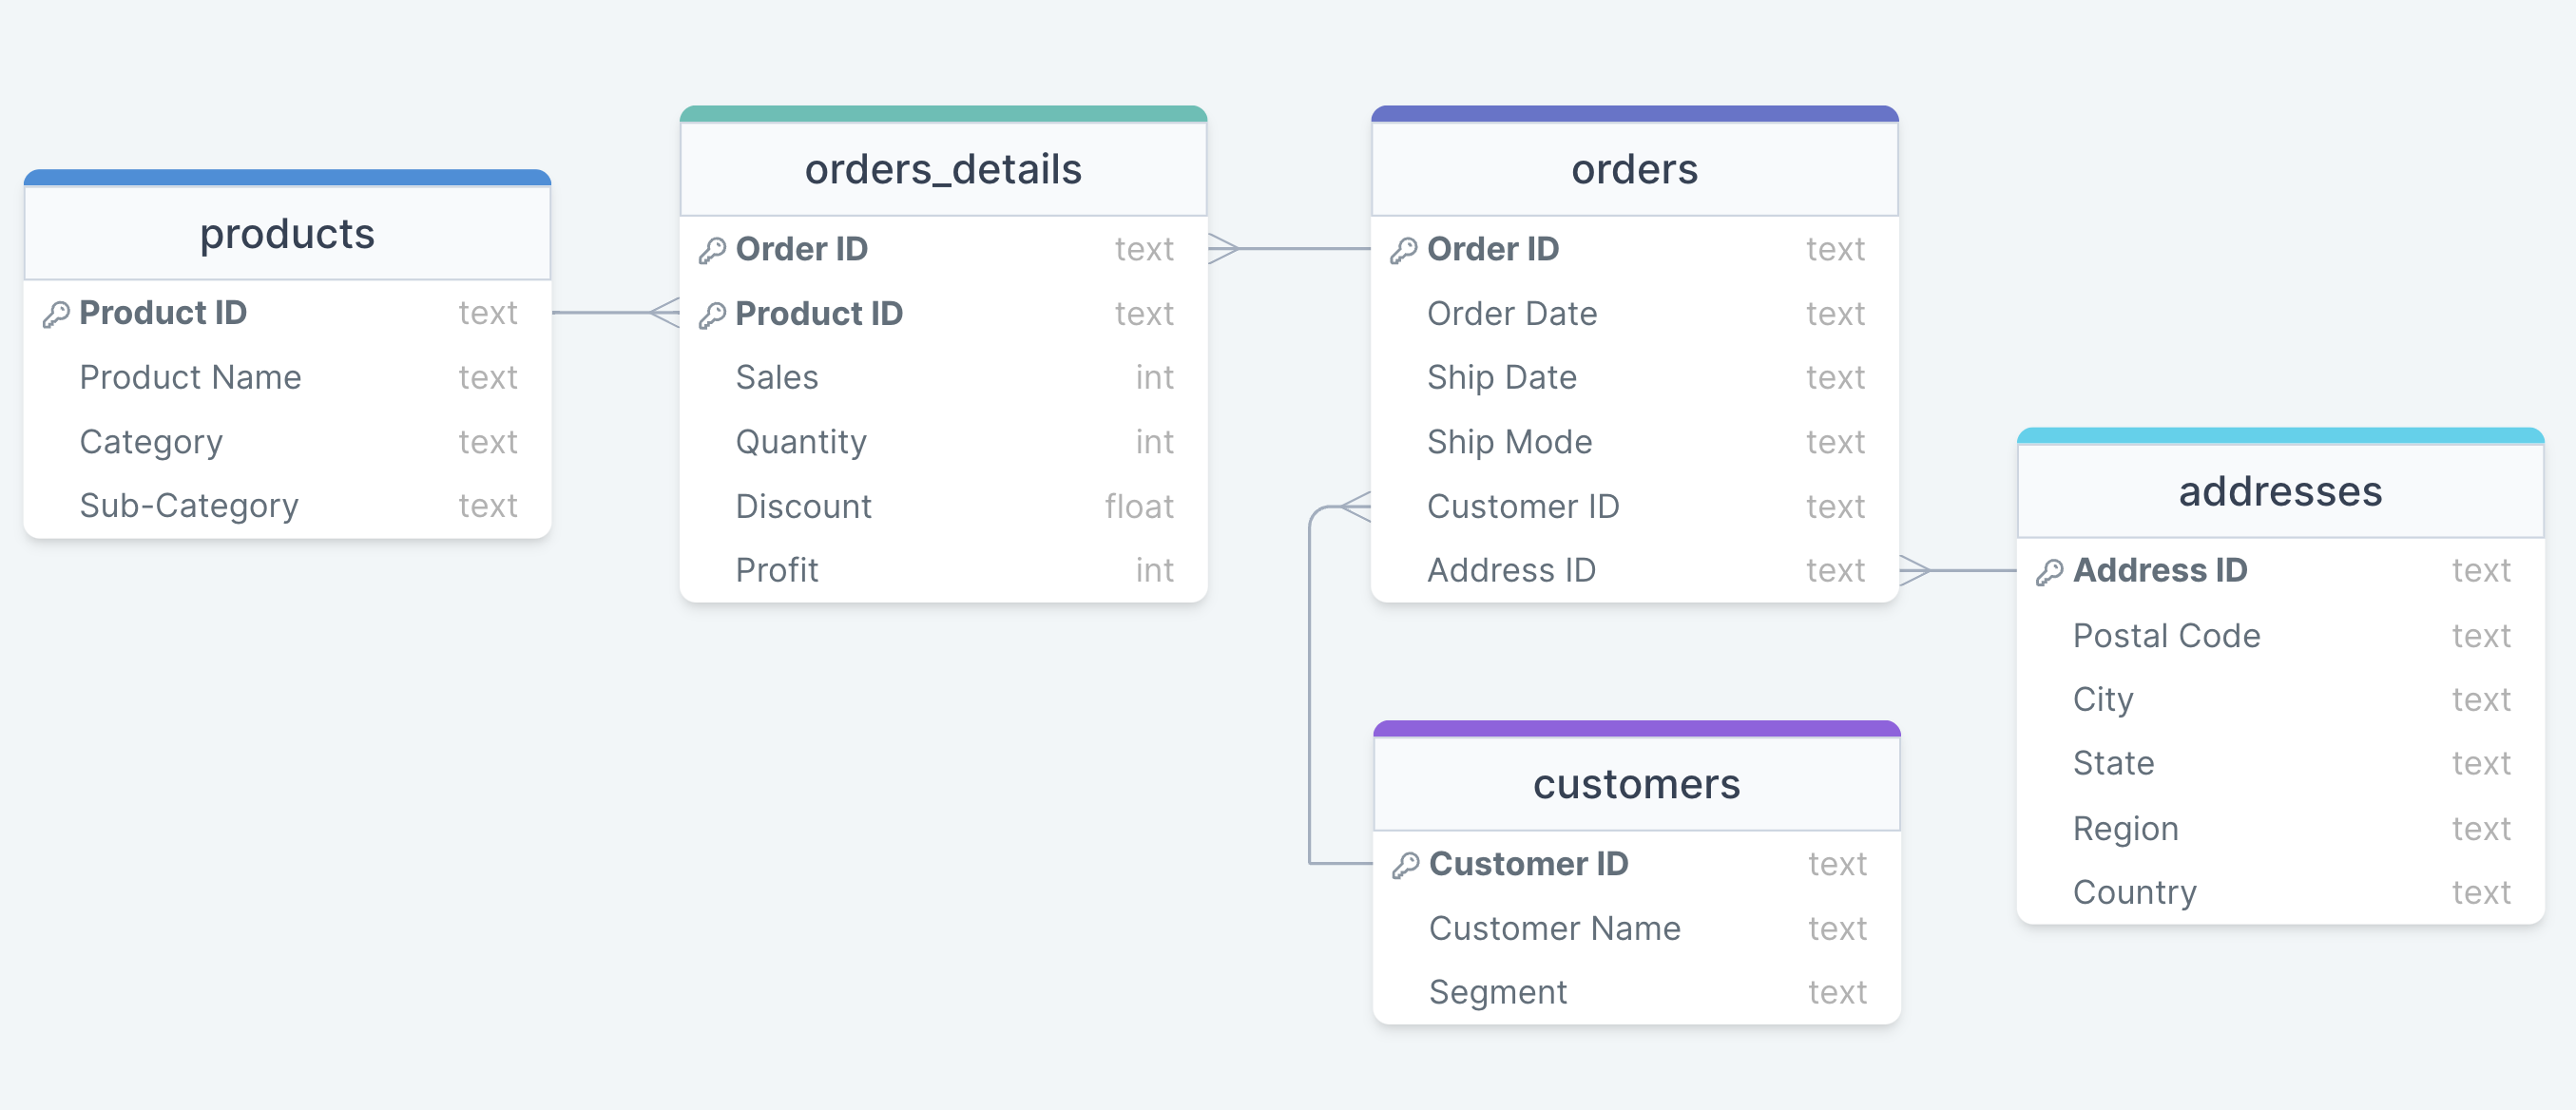 products
Product ID text
Product Name text
Category text
Sub-Category text
orders_details
Order ID text
Product ID text
Sales int
Quantity int
Discount float
Profit int
orders
Order ID text
Order Date text
Ship Date text
Ship Mode text
Customer ID text
Address ID text
customers
Customer ID text
Customer Name text
Segment text
addresses
Address ID text
Postal Code text
City text
State text
Region text
Country text